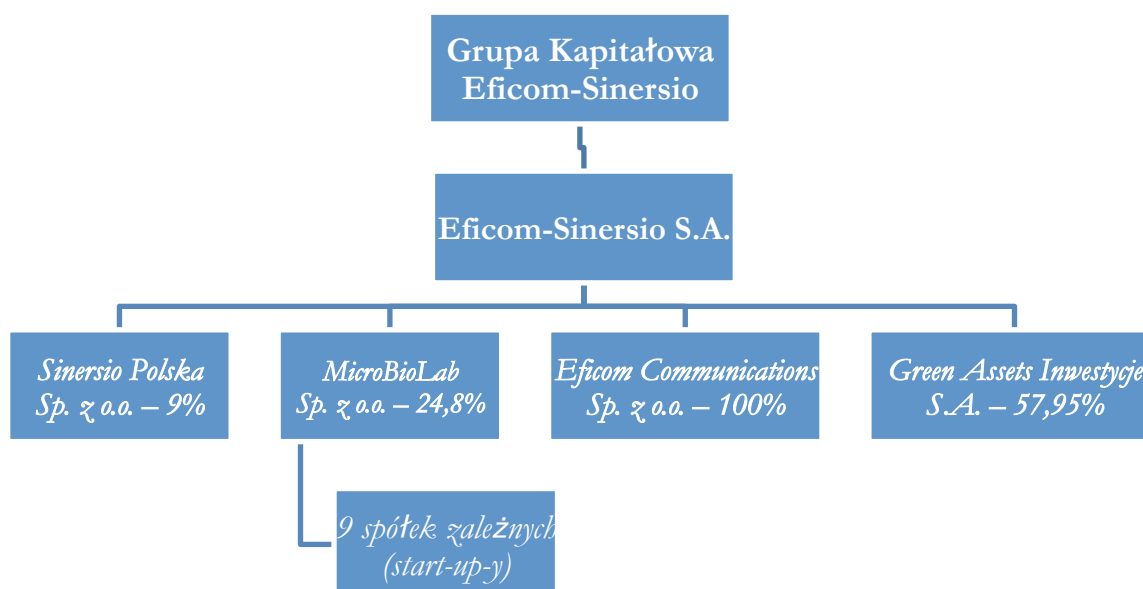 Grupa Kapitałowa
Eficom-Sinersio
Eficom-Sinersio S.A.
Sinersio Polska
Sp. z o.o. – 9%
MicroBioLab
Sp. z o.o. – 24,8%
Eficom Communications
Sp. z o.o. – 100%
Green Assets Inwestycje
S.A. – 57,95%
9 spółek zależnych
(start-up-y)